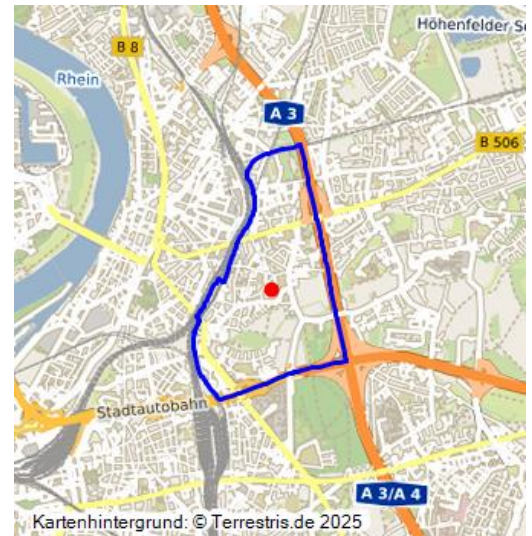 Höhenfelder Se
B 8
Rhein
A 3
B 506
Stadtautobahn
A 3/A 4
Kartenhintergrund: © Terrestris.de 2025